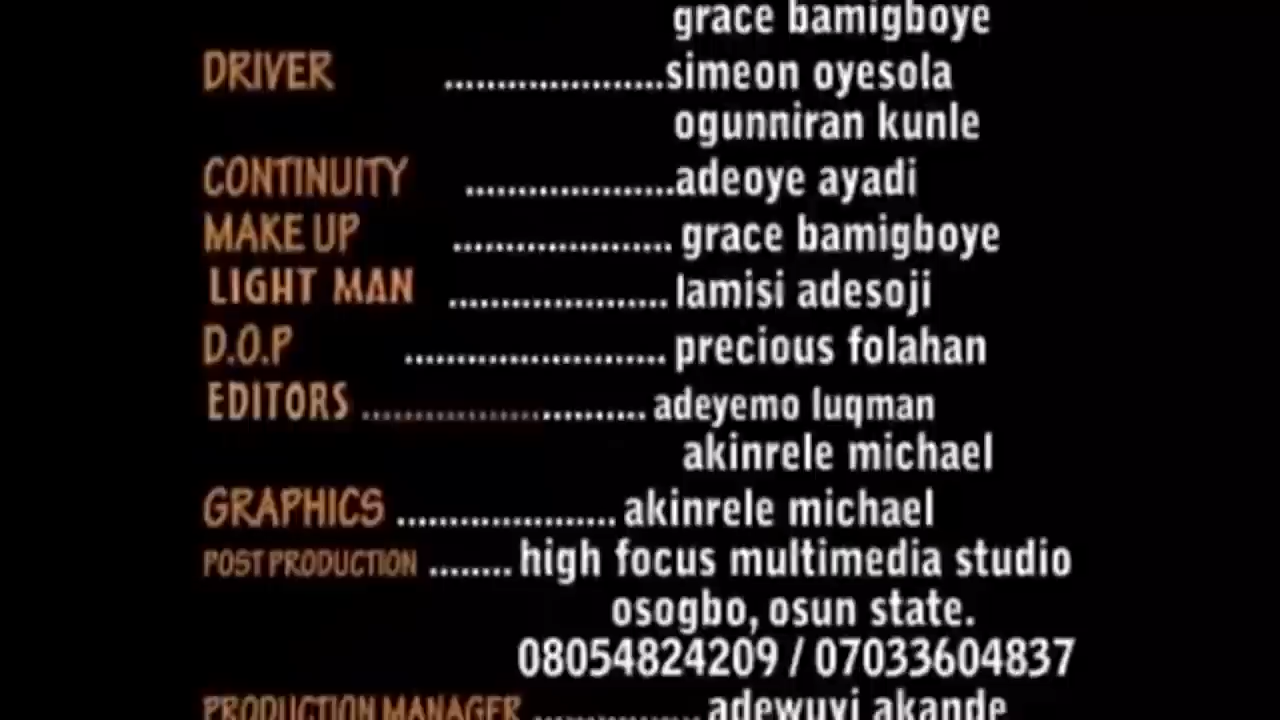 grace bamigboye
DRIVER .....................simeon oyesola
ogunniran kunle
CONTINUITY ....................adeoye ayadi
MAKE UP ..................... grace bamigboye
LIGHT MAN ..................... lamisi adesoji
D.O.P ......................... precious folahan
EDITORS ........................... adeyemo luqman
akinrele michael
GRAPHICS ..................... akinrele michael
POST PRODUCTION ........ high focus multimedia studio
osogbo, osun state.
08054824209 / 07033604837
PRODUCTION MANAGER ................ adewuyi akande